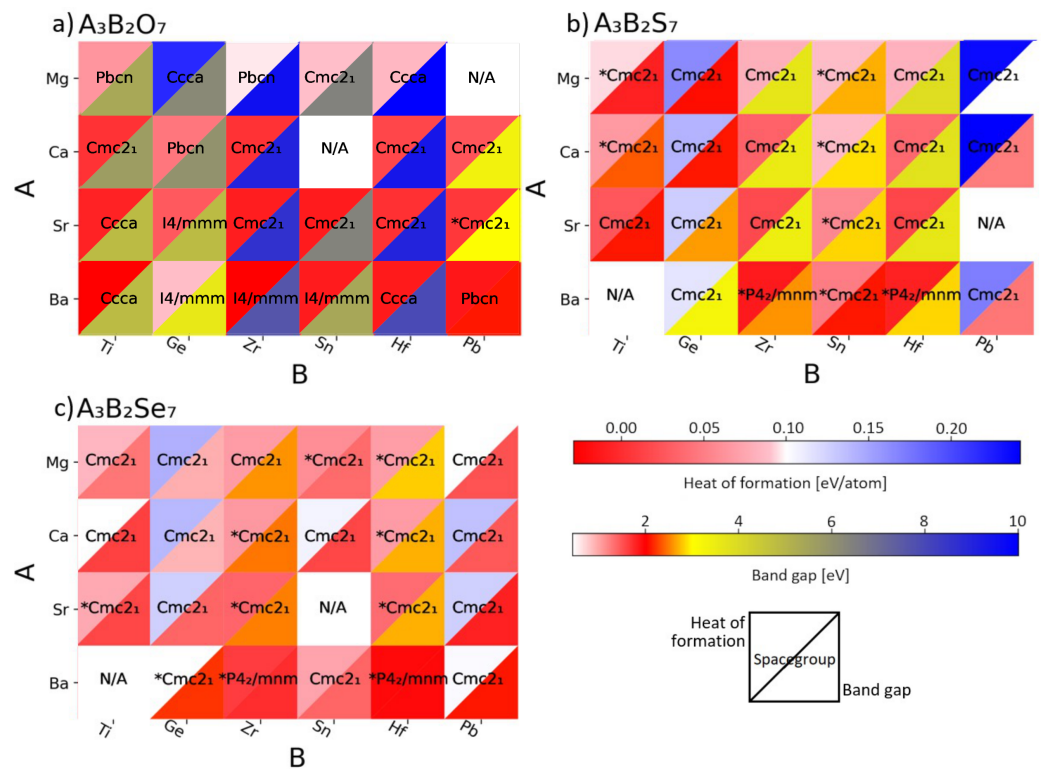 a) A₃B₂O₇
Mg Pbcn Ccca Pbcn Cmc2₁ Ccca N/A
Ca Cmc2₁ Pbcn Cmc2₁ N/A Cmc2₁ Cmc2₁
Sr Ccca I4/mmm Cmc2₁ Cmc2₁ Cmc2₁ *Cmc2₁
Ba Ccca I4/mmm I4/mmm I4/mmm Ccca Pbcn
A
Ti Ge Zr Sn Hf Pb
B
b) A₃B₂S₇
Mg *Cmc2₁ Cmc2₁ Cmc2₁ *Cmc2₁ Cmc2₁ Cmc2₁
Ca *Cmc2₁ Cmc2₁ Cmc2₁ *Cmc2₁ Cmc2₁ Cmc2₁
Sr Cmc2₁ Cmc2₁ Cmc2₁ *Cmc2₁ Cmc2₁ N/A
Ba N/A Cmc2₁ *P4₂/mnm *Cmc2₁ *P4₂/mnm Cmc2₁
A
Ti Ge Zr Sn Hf Pb
B
c) A₃B₂Se₇
Mg Cmc2₁ Cmc2₁ Cmc2₁ *Cmc2₁ *Cmc2₁ Cmc2₁
Ca Cmc2₁ Cmc2₁ *Cmc2₁ Cmc2₁ *Cmc2₁ Cmc2₁
Sr *Cmc2₁ Cmc2₁ *Cmc2₁ N/A *Cmc2₁ Cmc2₁
Ba N/A *Cmc2₁ *P4₂/mnm Cmc2₁ *P4₂/mnm Cmc2₁
A
Ti Ge Zr Sn Hf Pb
B
0.00 0.05 0.10 0.15 0.20
Heat of formation [eV/atom]
2 4 6 8 10
Band gap [eV]
Heat of
formation
Spacegroup
Band gap